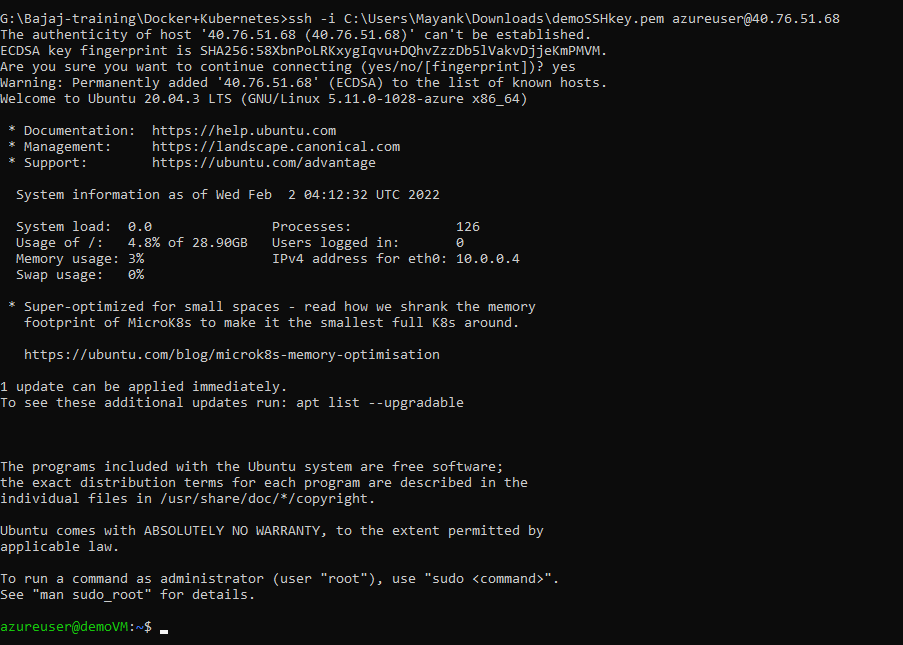 G:\Bajaj-training\Docker+Kubernetes>ssh -i C:\Users\Mayank\Downloads\demoSSHkey.pem azureuser@40.76.51.68
The authenticity of host '40.76.51.68 (40.76.51.68)' can't be established.
ECDSA key fingerprint is SHA256:58XbnPoLRKxygIqvu+DQhvZzzDb5lVakvDjjeKmPMVM.
Are you sure you want to continue connecting (yes/no/[fingerprint])? yes
Warning: Permanently added '40.76.51.68' (ECDSA) to the list of known hosts.
Welcome to Ubuntu 20.04.3 LTS (GNU/Linux 5.11.0-1028-azure x86_64)
* Documentation:  https://help.ubuntu.com
* Management:     https://landscape.canonical.com
* Support:        https://ubuntu.com/advantage
System information as of Wed Feb  2 04:12:32 UTC 2022
System load:  0.0               Processes:             126
Usage of /:   4.8% of 28.90GB   Users logged in:       0
Memory usage: 3%                IPv4 address for eth0: 10.0.0.4
Swap usage:   0%
* Super-optimized for small spaces - read how we shrank the memory
footprint of MicroK8s to make it the smallest full K8s around.
https://ubuntu.com/blog/microk8s-memory-optimisation
1 update can be applied immediately.
To see these additional updates run: apt list --upgradable
The programs included with the Ubuntu system are free software;
the exact distribution terms for each program are described in the
individual files in /usr/share/doc/*/copyright.
Ubuntu comes with ABSOLUTELY NO WARRANTY, to the extent permitted by
applicable law.
To run a command as administrator (user "root"), use "sudo <command>".
See "man sudo_root" for details.
azureuser@demoVM:~$